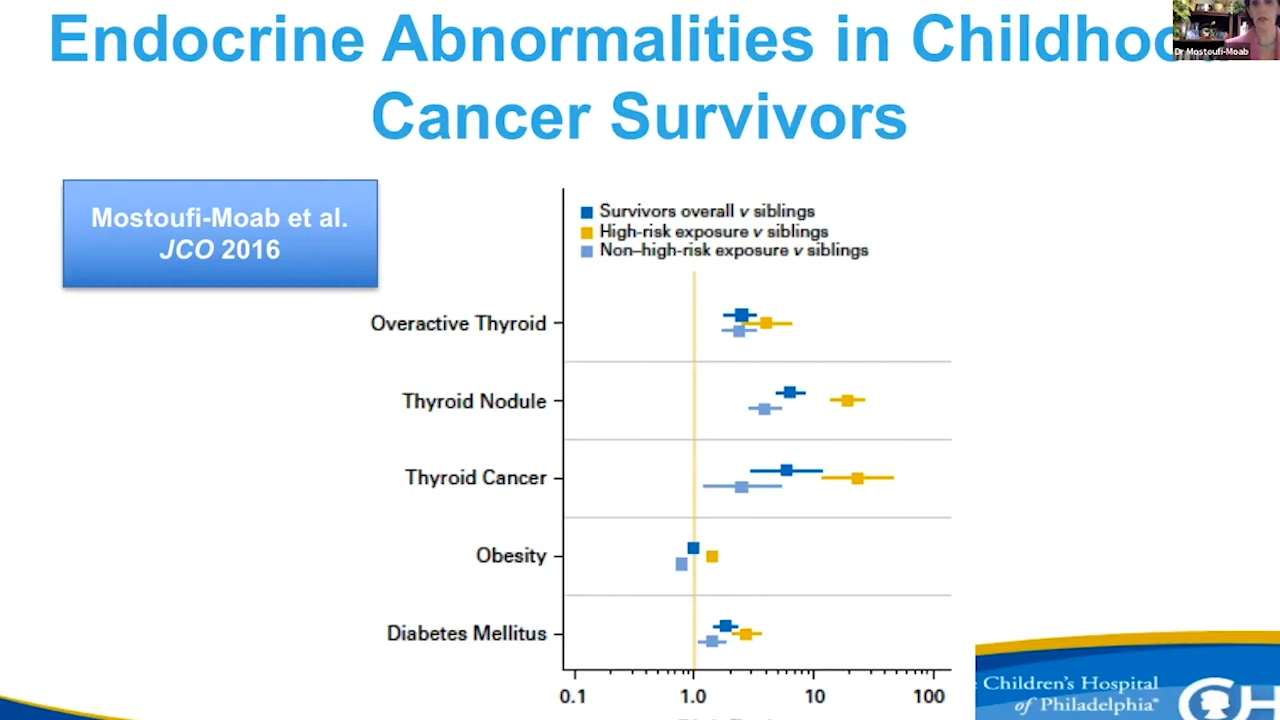 Endocrine Abnormalities in Childhoo
Cancer Survivors
Dr Mostoufi-Moab
Mostoufi-Moab et al.
JCO 2016
Survivors overall v siblings
High-risk exposure v siblings
Non–high-risk exposure v siblings
Overactive Thyroid
Thyroid Nodule
Thyroid Cancer
Obesity
Diabetes Mellitus
0.1 1.0 10 100
Children's Hospital
of Philadelphia®
CH